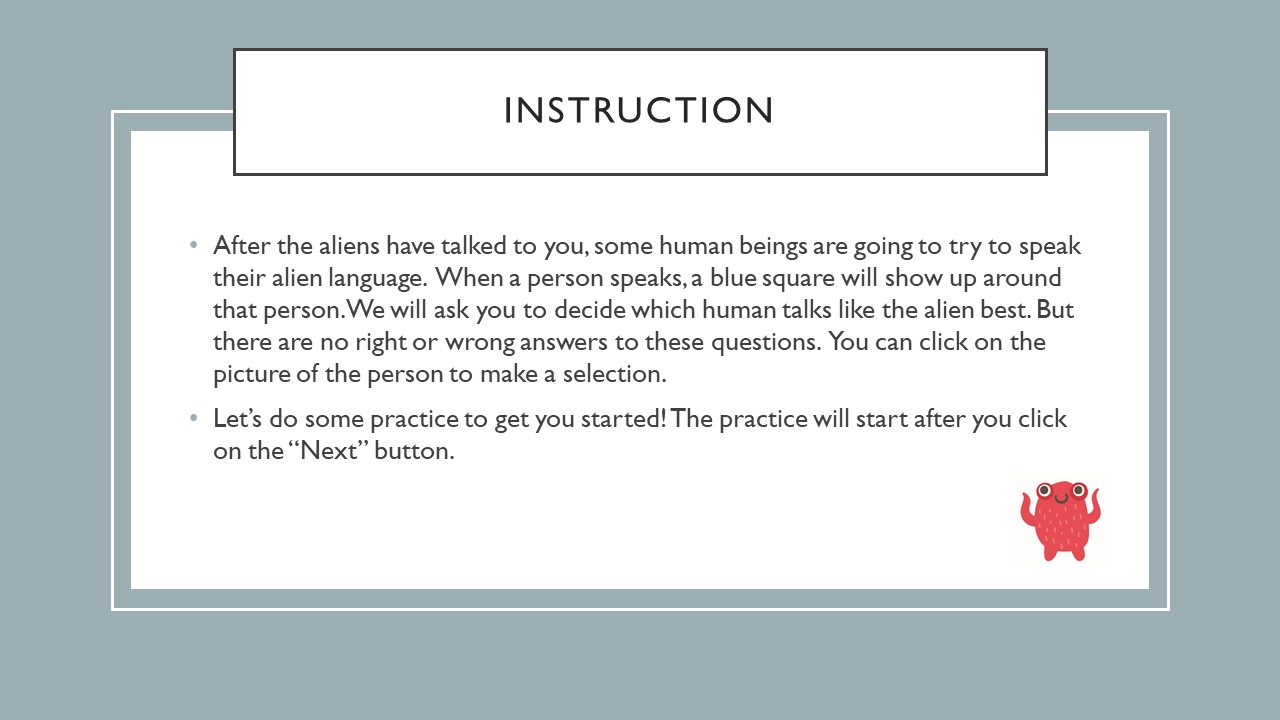 INSTRUCTION
• After the aliens have talked to you, some human beings are going to try to speak
their alien language. When a person speaks, a blue square will show up around
that person. We will ask you to decide which human talks like the alien best. But
there are no right or wrong answers to these questions. You can click on the
picture of the person to make a selection.
• Let’s do some practice to get you started! The practice will start after you click
on the “Next” button.